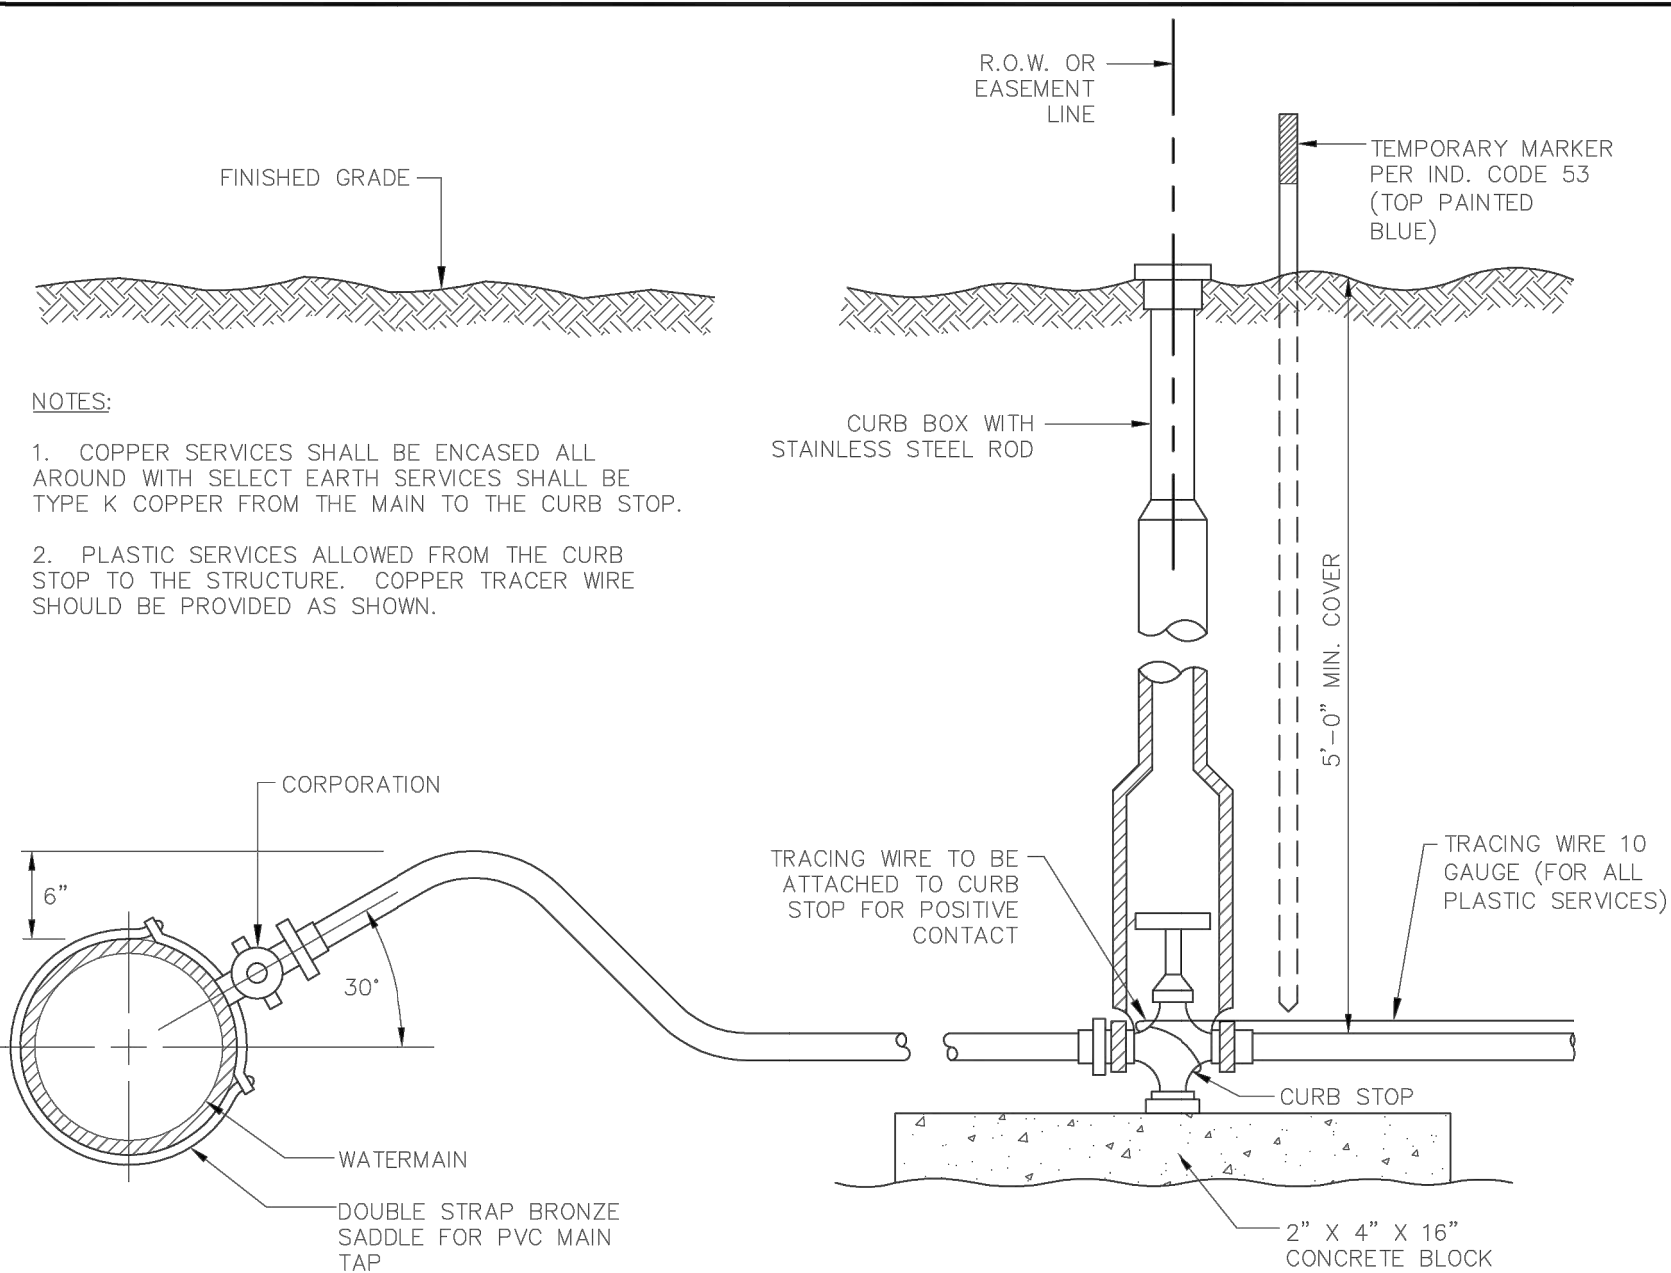 R.O.W. OR
EASEMENT
LINE
FINISHED GRADE
TEMPORARY MARKER
PER IND. CODE 53
(TOP PAINTED
BLUE)
NOTES:
1. COPPER SERVICES SHALL BE ENCASED ALL
AROUND WITH SELECT EARTH SERVICES SHALL BE
TYPE K COPPER FROM THE MAIN TO THE CURB STOP.
2. PLASTIC SERVICES ALLOWED FROM THE CURB
STOP TO THE STRUCTURE. COPPER TRACER WIRE
SHOULD BE PROVIDED AS SHOWN.
CURB BOX WITH
STAINLESS STEEL ROD
5'-0" MIN. COVER
CORPORATION
6"
30°
TRACING WIRE TO BE
ATTACHED TO CURB
STOP FOR POSITIVE
CONTACT
TRACING WIRE 10
GAUGE (FOR ALL
PLASTIC SERVICES)
CURB STOP
WATERMAIN
DOUBLE STRAP BRONZE
SADDLE FOR PVC MAIN
TAP
2" X 4" X 16"
CONCRETE BLOCK